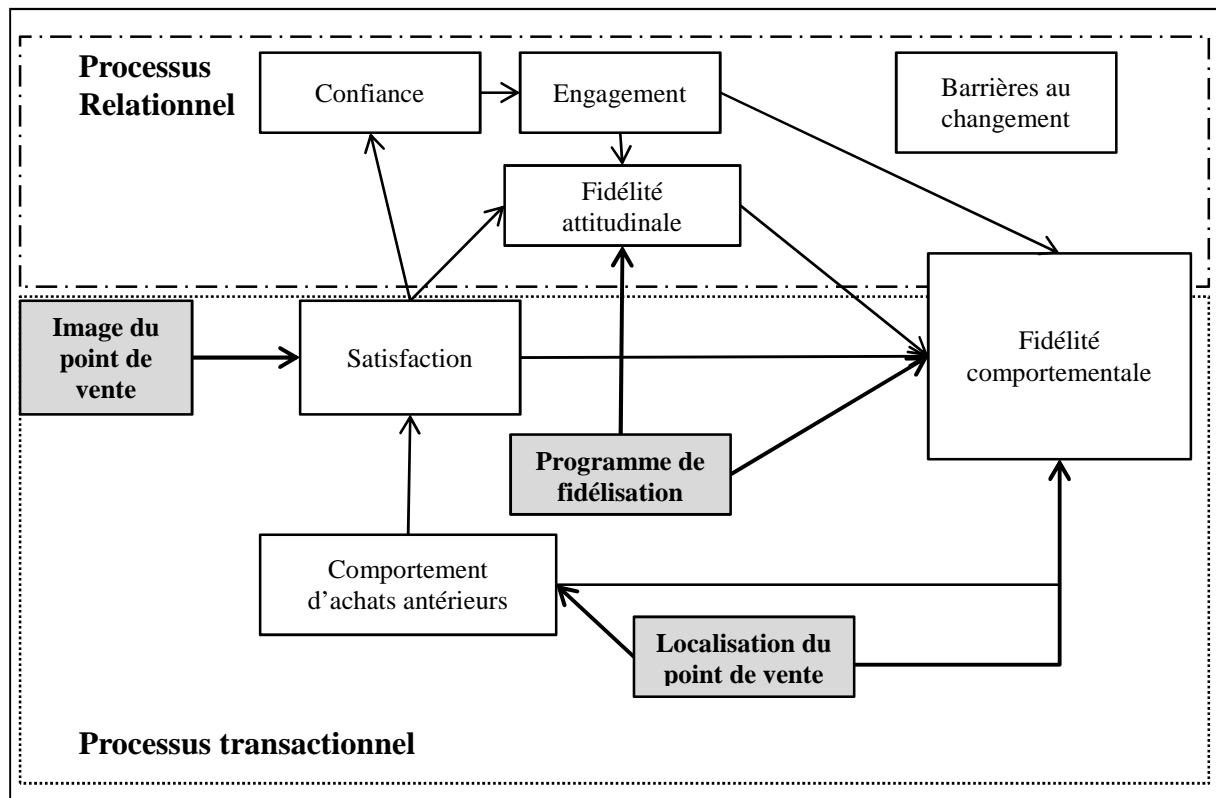 Processus
Relationnel
Confiance
Engagement
Barrières au
changement
Fidélité
attitudinale
Image du
point de
vente
Satisfaction
Fidélité
comportementale
Programme de
fidélisation
Comportement
d’achats antérieurs
Localisation du
point de vente
Processus transactionnel